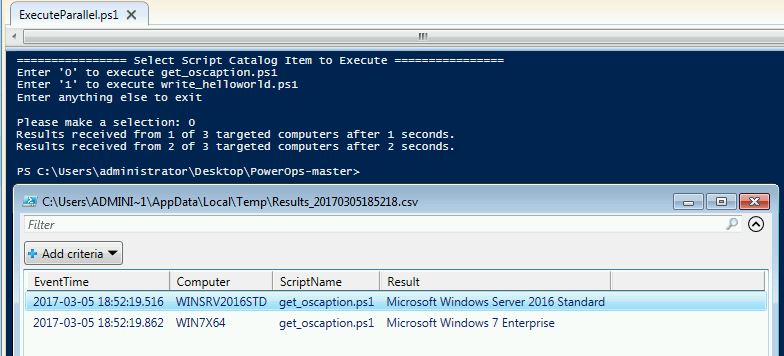 ExecuteParallel.ps1
================ Select Script Catalog Item to Execute ================
Enter '0' to execute get_oscaption.ps1
Enter '1' to execute write_helloworld.ps1
Enter anything else to exit
Please make a selection: 0
Results received from 1 of 3 targeted computers after 1 seconds.
Results received from 2 of 3 targeted computers after 2 seconds.
PS C:\Users\administrator\Desktop\PowerOps-master>
C:\Users\ADMINI~1\AppData\Local\Temp\Results_20170305185218.csv
Filter
Add criteria
EventTime Computer ScriptName Result
2017-03-05 18:52:19.516 WINSRV2016STD get_oscaption.ps1 Microsoft Windows Server 2016 Standard
2017-03-05 18:52:19.862 WIN7X64 get_oscaption.ps1 Microsoft Windows 7 Enterprise